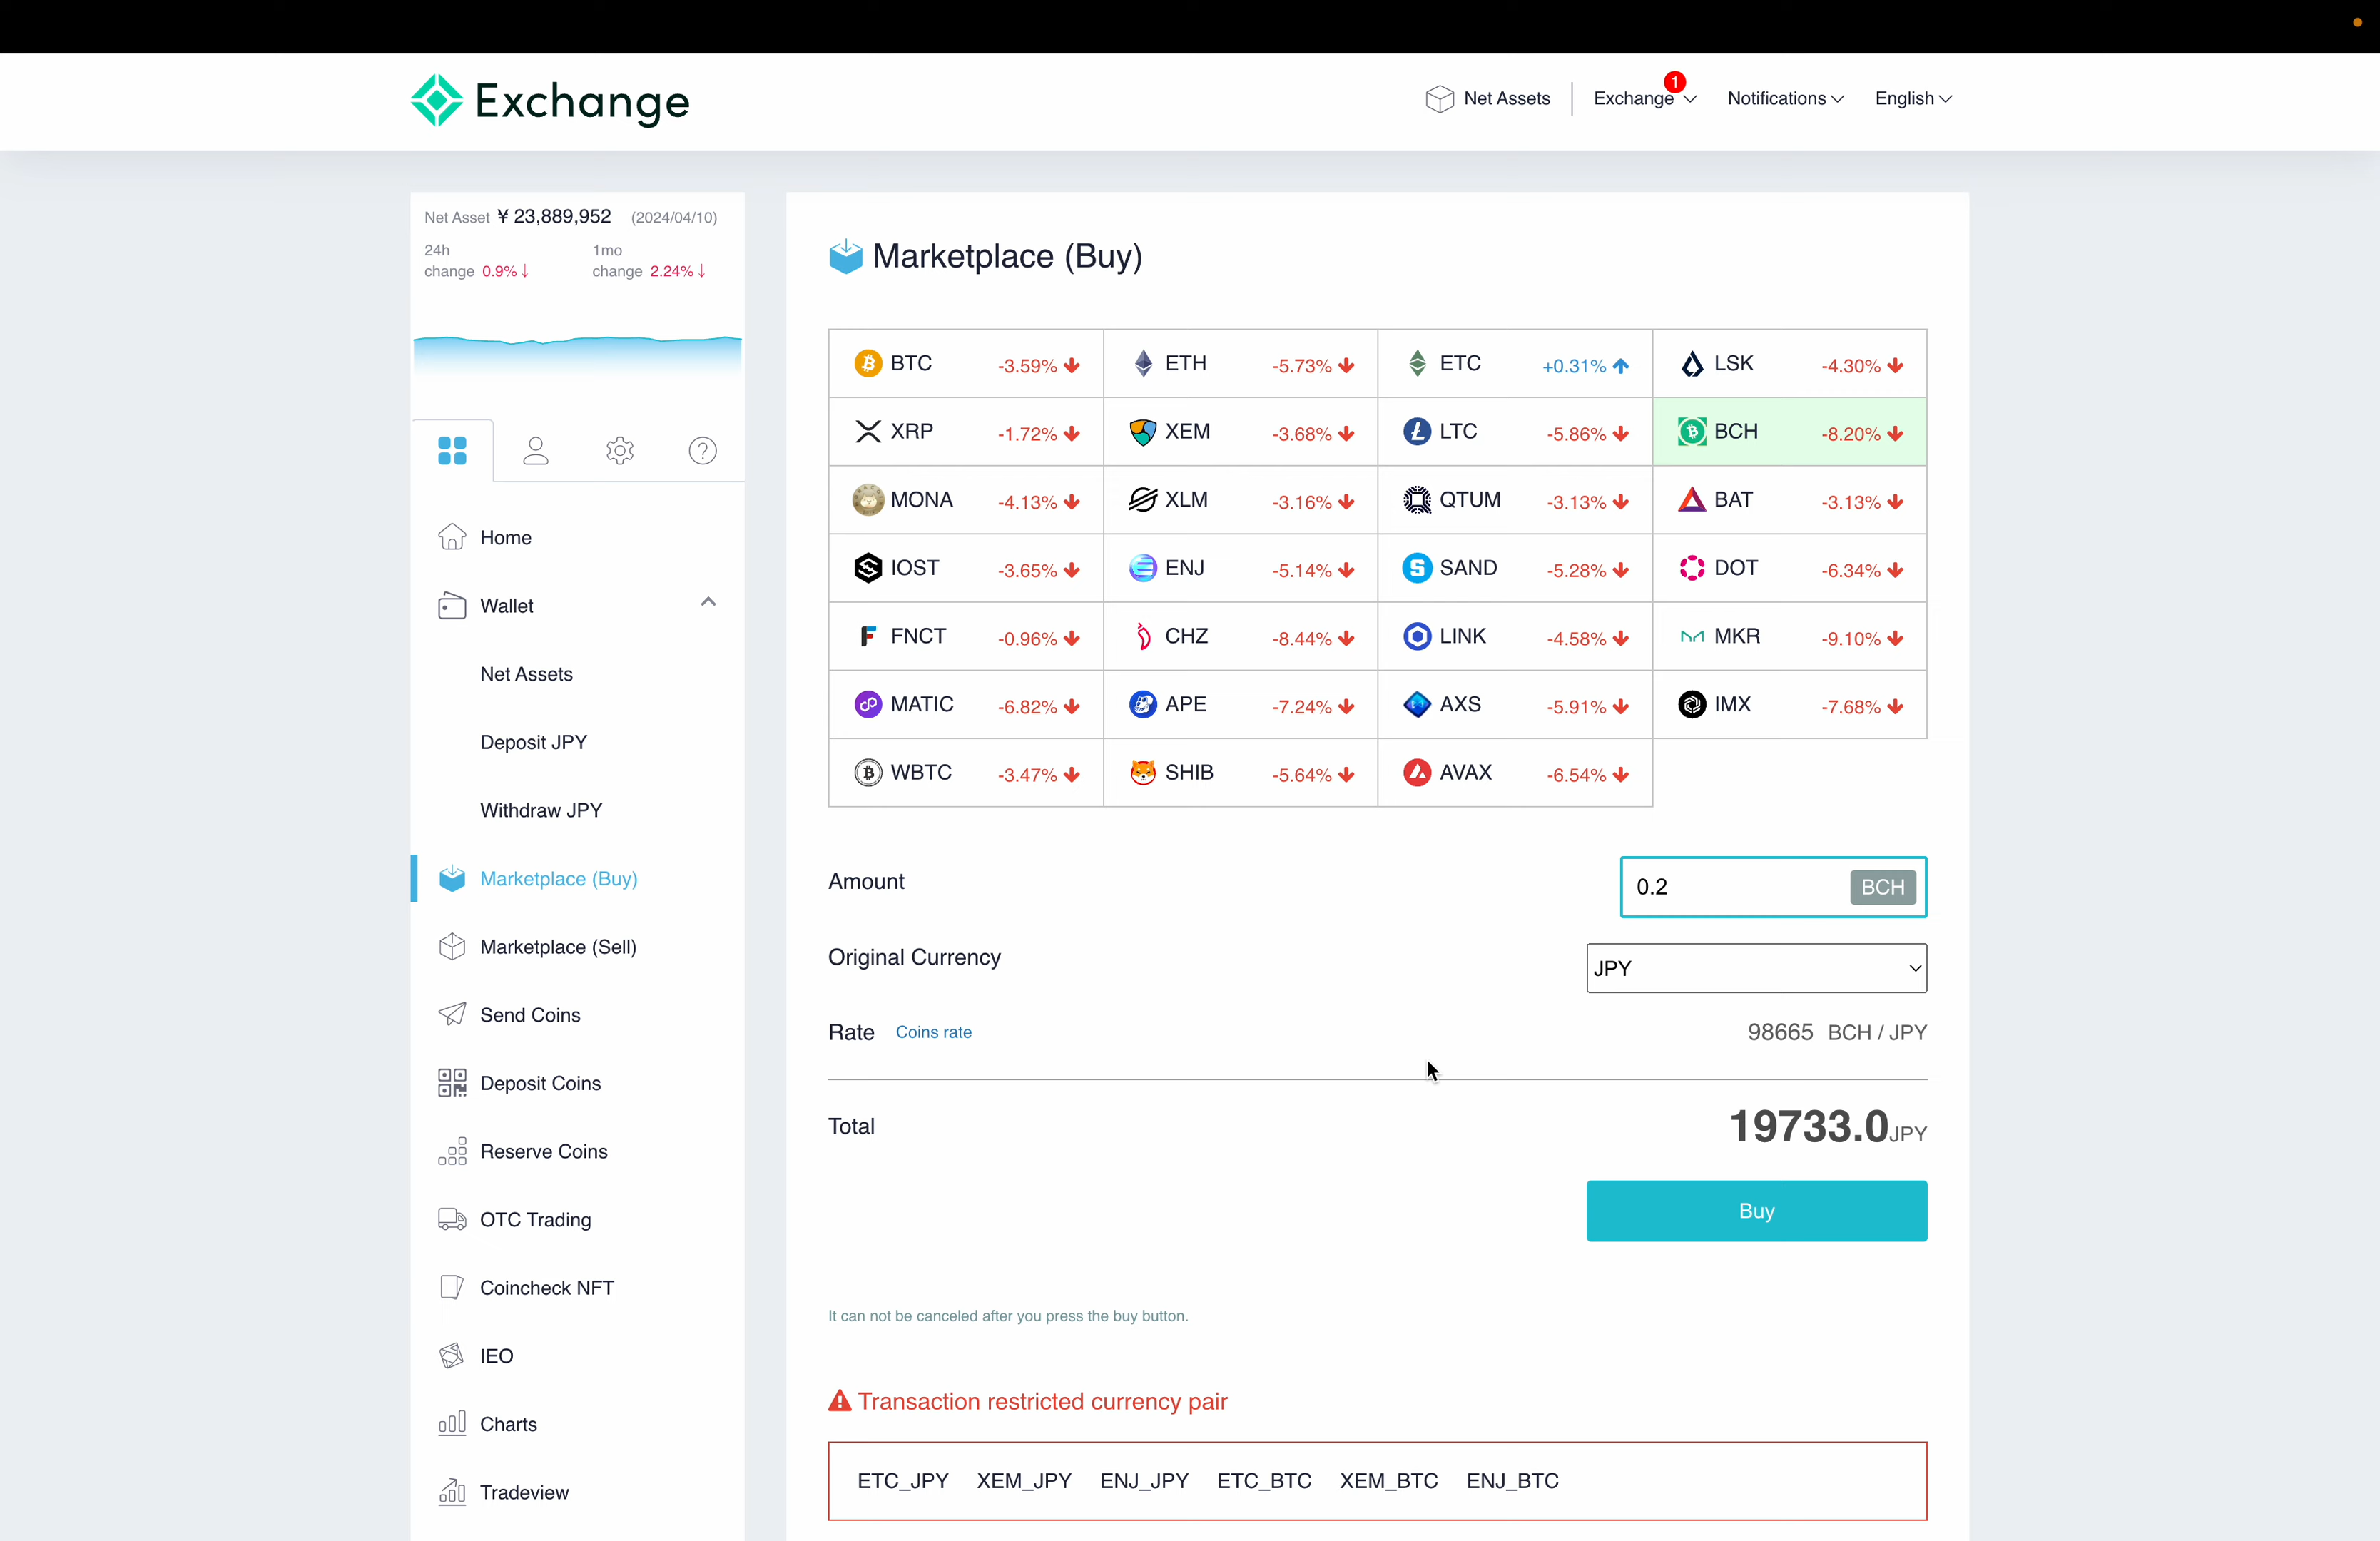 Exchange
Net Assets
Exchange
1
Notifications
English
Net Asset ¥ 23,889,952 (2024/04/10)
24h
change 0.9% ↓
1mo
change 2.24% ↓
Home
Wallet
Net Assets
Deposit JPY
Withdraw JPY
Marketplace (Buy)
Marketplace (Sell)
Send Coins
Deposit Coins
Reserve Coins
OTC Trading
Coincheck NFT
IEO
Charts
Tradeview
Marketplace (Buy)
BTC -3.59% ETH -5.73% ETC +0.31% LSK -4.30%
XRP -1.72% XEM -3.68% LTC -5.86% BCH -8.20%
MONA -4.13% XLM -3.16% QTUM -3.13% BAT -3.13%
IOST -3.65% ENJ -5.14% SAND -5.28% DOT -6.34%
FNCT -0.96% CHZ -8.44% LINK -4.58% MKR -9.10%
MATIC -6.82% APE -7.24% AXS -5.91% IMX -7.68%
WBTC -3.47% SHIB -5.64% AVAX -6.54%
Amount 0.2 BCH
Original Currency JPY
Rate Coins rate 98665 BCH / JPY
Total 19733.0 JPY
Buy
It can not be canceled after you press the buy button.
Transaction restricted currency pair
ETC_JPY XEM_JPY ENJ_JPY ETC_BTC XEM_BTC ENJ_BTC